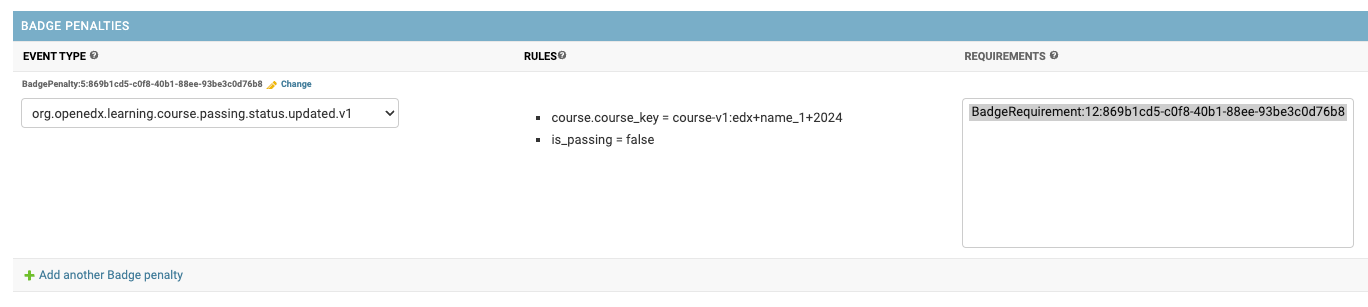 BADGE PENALTIES
EVENT TYPE
RULES
REQUIREMENTS
BadgePenalty:5:869b1cd5-c0f8-40b1-88ee-93be3c0d76b8 Change
org.openedx.learning.course.passing.status.updated.v1
course.course_key = course-v1:edx+name_1+2024
is_passing = false
BadgeRequirement:12:869b1cd5-c0f8-40b1-88ee-93be3c0d76b8
Add another Badge penalty